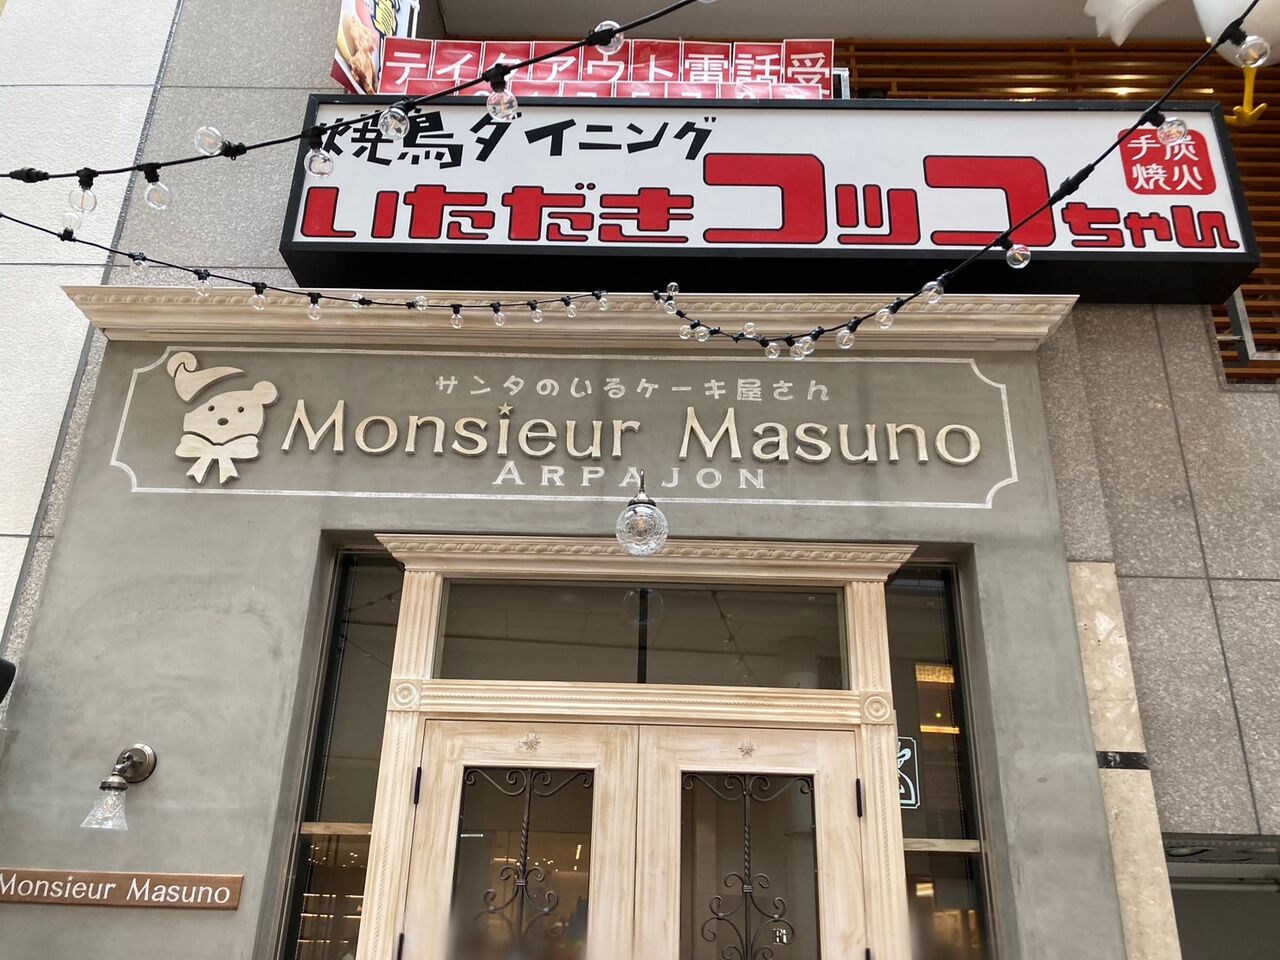 テイクアウト電話受
焼鳥ダイニング
いただきコッコちゃん
手炭
焼火
サンタのいるケーキ屋さん
Monsieur Masuno
ARPAJON
Monsieur Masuno